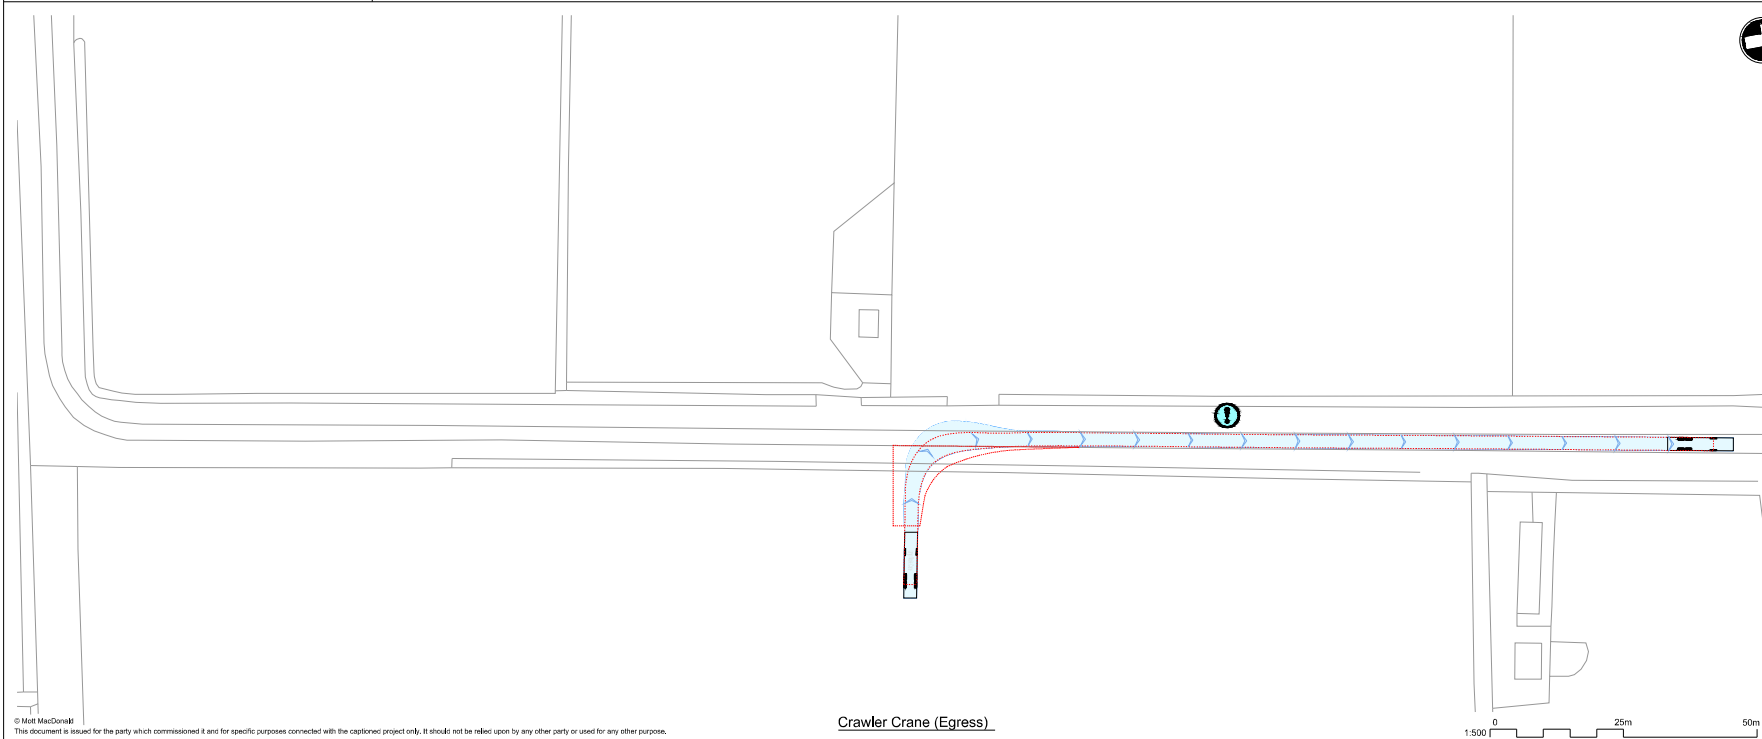 © Mott MacDonald
This document is issued for the party which commissioned it and for specific purposes connected with the captioned project only. It should not be relied upon by any other party or used for any other purpose.
Crawler Crane (Egress)
0 25m 50m
1:500